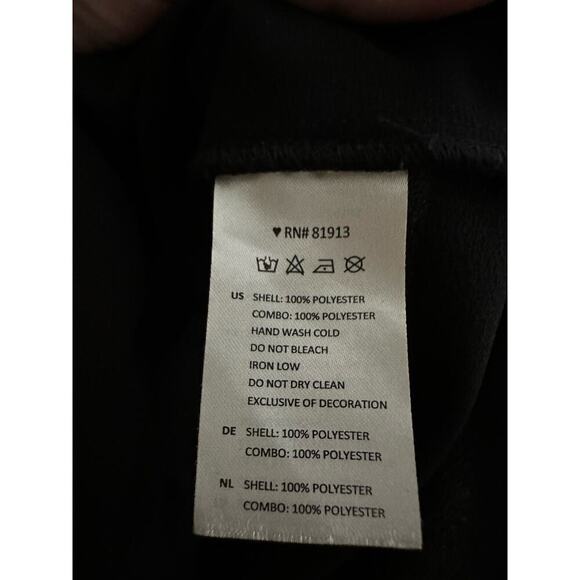 ♥ RN# 81913
US SHELL: 100% POLYESTER
COMBO: 100% POLYESTER
HAND WASH COLD
DO NOT BLEACH
IRON LOW
DO NOT DRY CLEAN
EXCLUSIVE OF DECORATION
DE SHELL: 100% POLYESTER
COMBO: 100% POLYESTER
NL SHELL: 100% POLYESTER
COMBO: 100% POLYESTER